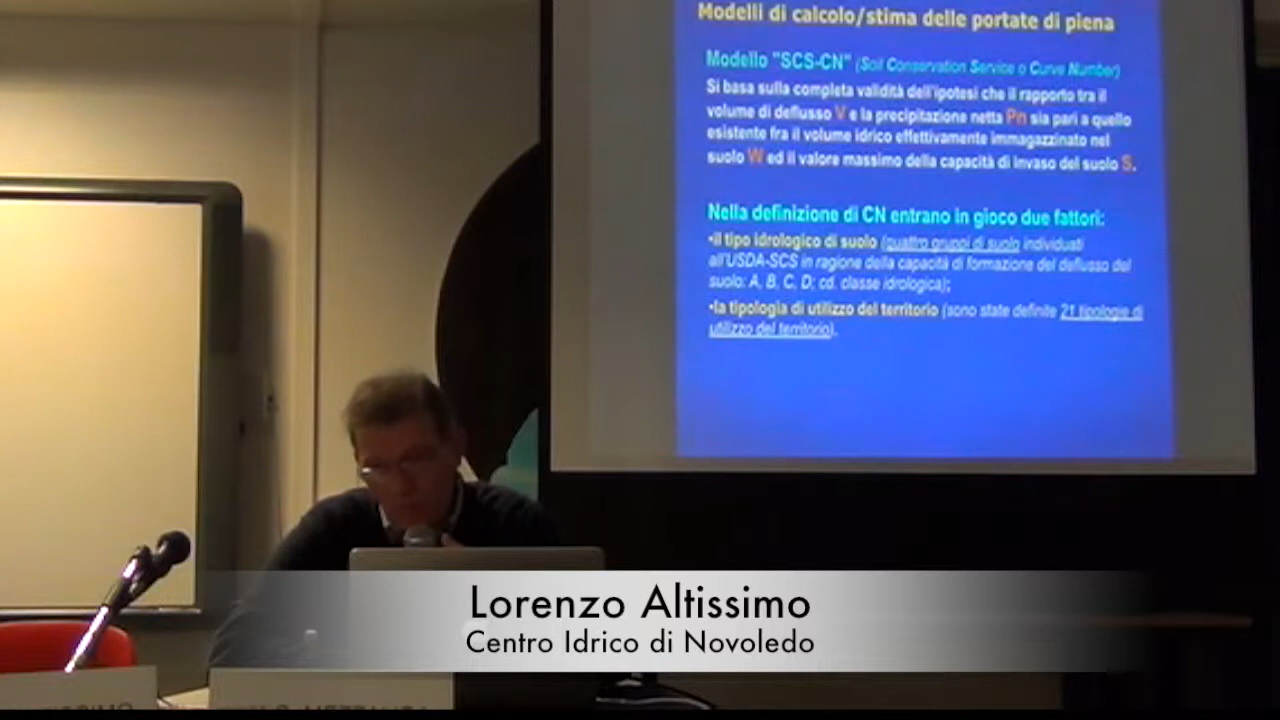 Modelli di calcolo/stima delle portate di piena
Modello "SCS-CN" (Soil Conservation Service o Curve Number)
Si basa sulla completa validità dell'ipotesi che il rapporto tra il
volume di deflusso V e la precipitazione netta Pn sia pari a quello
esistente fra il volume idrico effettivamente immagazzinato nel
suolo W ed il valore massimo della capacità di invaso del suolo S.
Nella definizione di CN entrano in gioco due fattori:
•il tipo idrologico di suolo (quattro gruppi di suolo individuati
all'USDA-SCS in ragione della capacità di formazione del deflusso del
suolo: A, B, C, D; cd. classe idrologica);
•la tipologia di utilizzo del territorio (sono state definite 21 tipologie di
utilizzo del territorio).
Lorenzo Altissimo
Centro Idrico di Novoledo